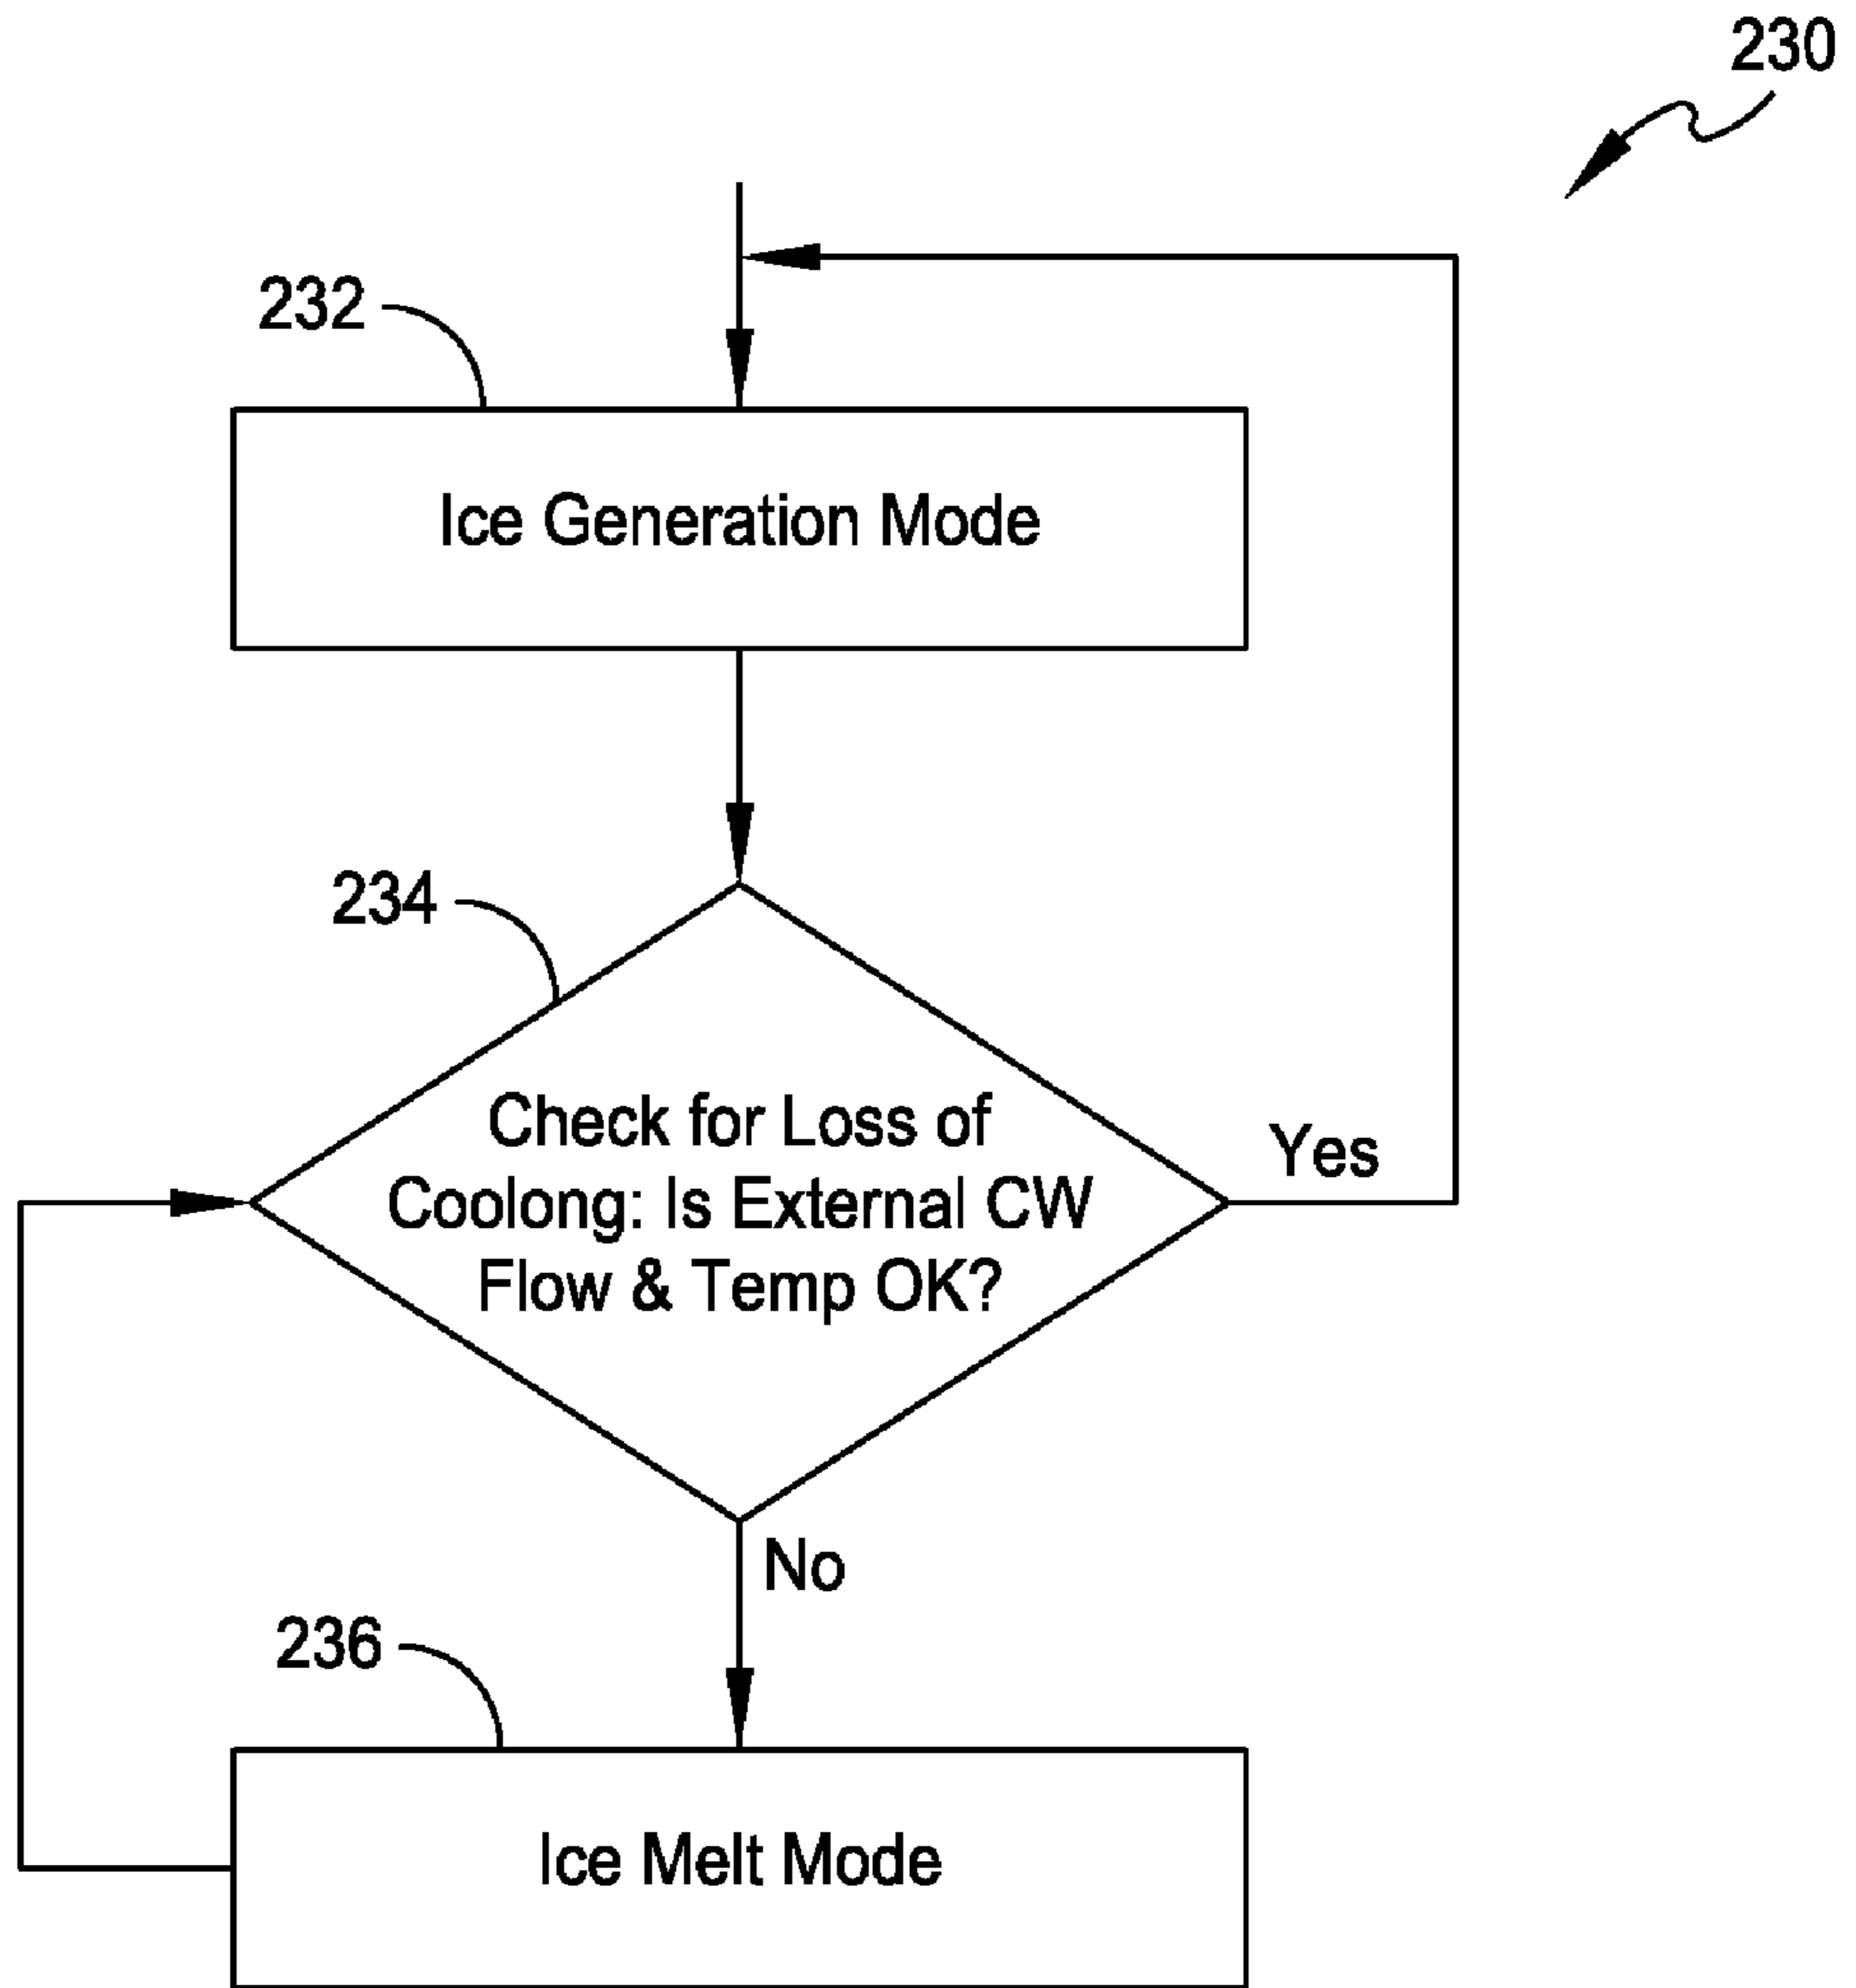 230
232
Ice Generation Mode
234
Check for Loss of
Coolong: Is External CW
Flow & Temp OK?
Yes
No
236
Ice Melt Mode